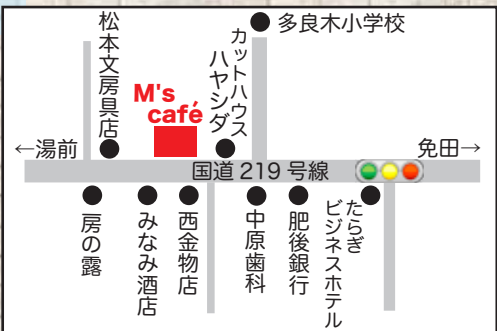 多良木小学校
カットハウス
ハヤシダ
松本文房具店
M's
café
←湯前
免田→
国道 219 号線
房の露
みなみ酒店
西金物店
中原歯科
肥後銀行
たらぎ
ビジネスホテル